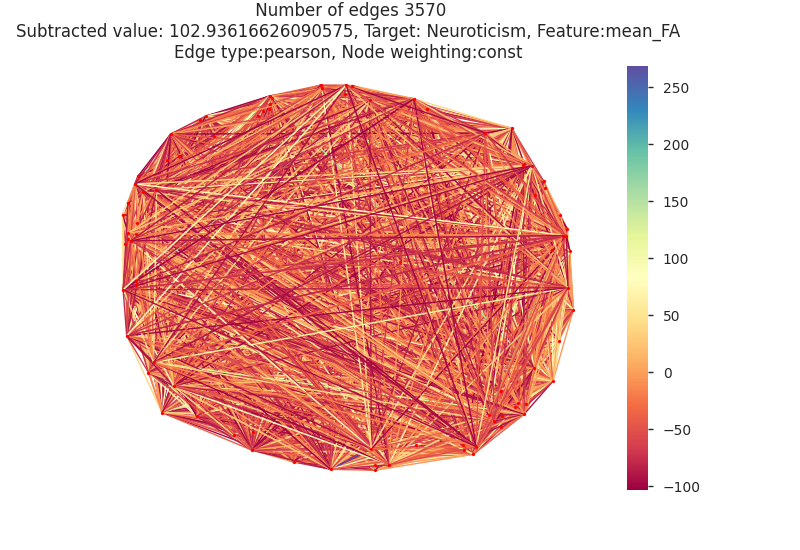 Number of edges 3570
Subtracted value: 102.93616626090575, Target: Neuroticism, Feature:mean_FA
Edge type:pearson, Node weighting:const
250
200
150
100
50
0
−50
−100